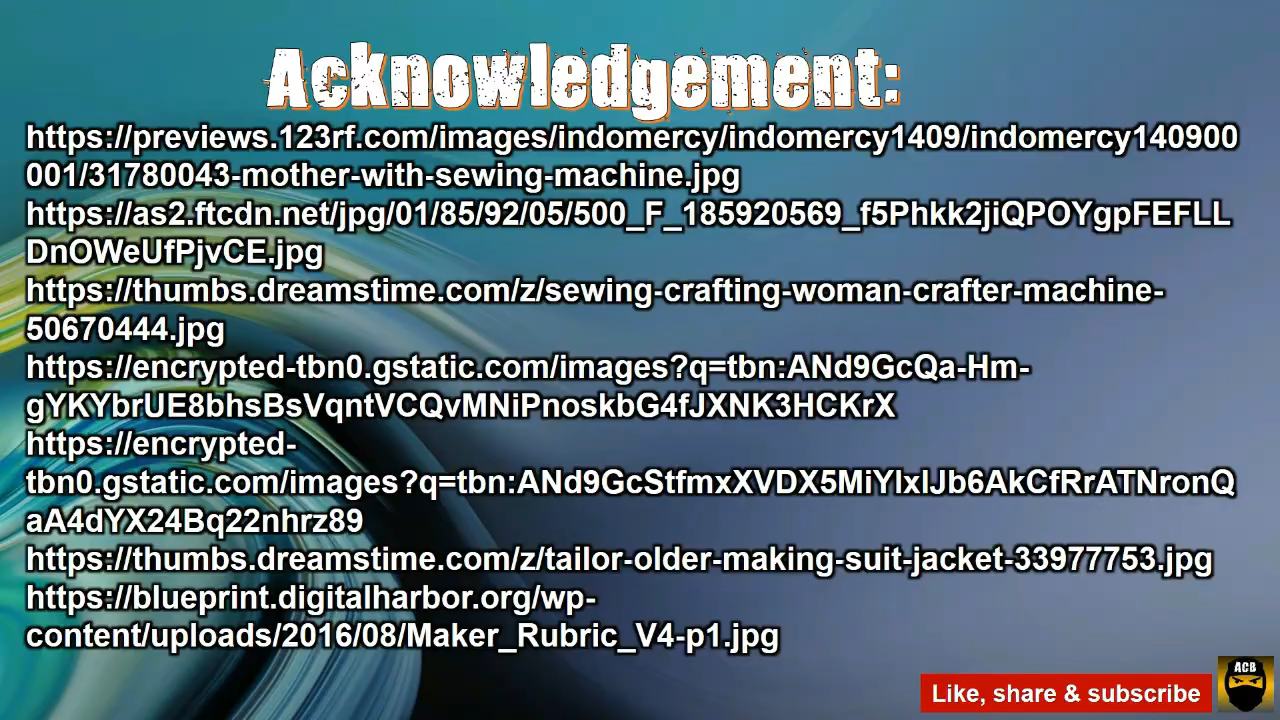 Acknowledgement:
https://previews.123rf.com/images/indomercy/indomercy1409/indomercy140900
001/31780043-mother-with-sewing-machine.jpg
https://as2.ftcdn.net/jpg/01/85/92/05/500_F_185920569_f5Phkk2jiQPOYgpFEFLL
DnOWeUfPjvCE.jpg
https://thumbs.dreamstime.com/z/sewing-crafting-woman-crafter-machine-
50670444.jpg
https://encrypted-tbn0.gstatic.com/images?q=tbn:ANd9GcQa-Hm-
gYKYbrUE8bhsBsVqntVCQvMNiPnoskbG4fJXNK3HCKrX
https://encrypted-
tbn0.gstatic.com/images?q=tbn:ANd9GcStfmxXVDX5MiYIxIJb6AkCfRrATNronQ
aA4dYX24Bq22nhrz89
https://thumbs.dreamstime.com/z/tailor-older-making-suit-jacket-33977753.jpg
https://blueprint.digitalharbor.org/wp-
content/uploads/2016/08/Maker_Rubric_V4-p1.jpg
Like, share & subscribe
ACB